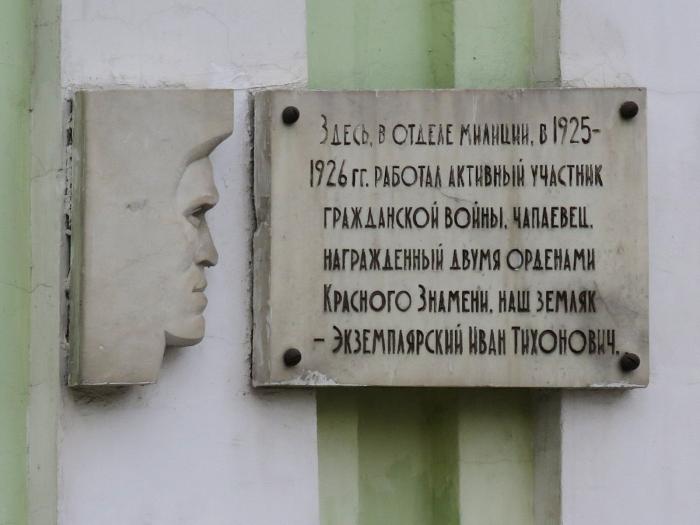 Здесь, в отделе милиции, в 1925-
1926 гг. работал активный участник
гражданской войны, чапаевец,
награжденный двумя орденами
Красного Знамени, наш земляк
– Экземплярский Иван Тихонович.